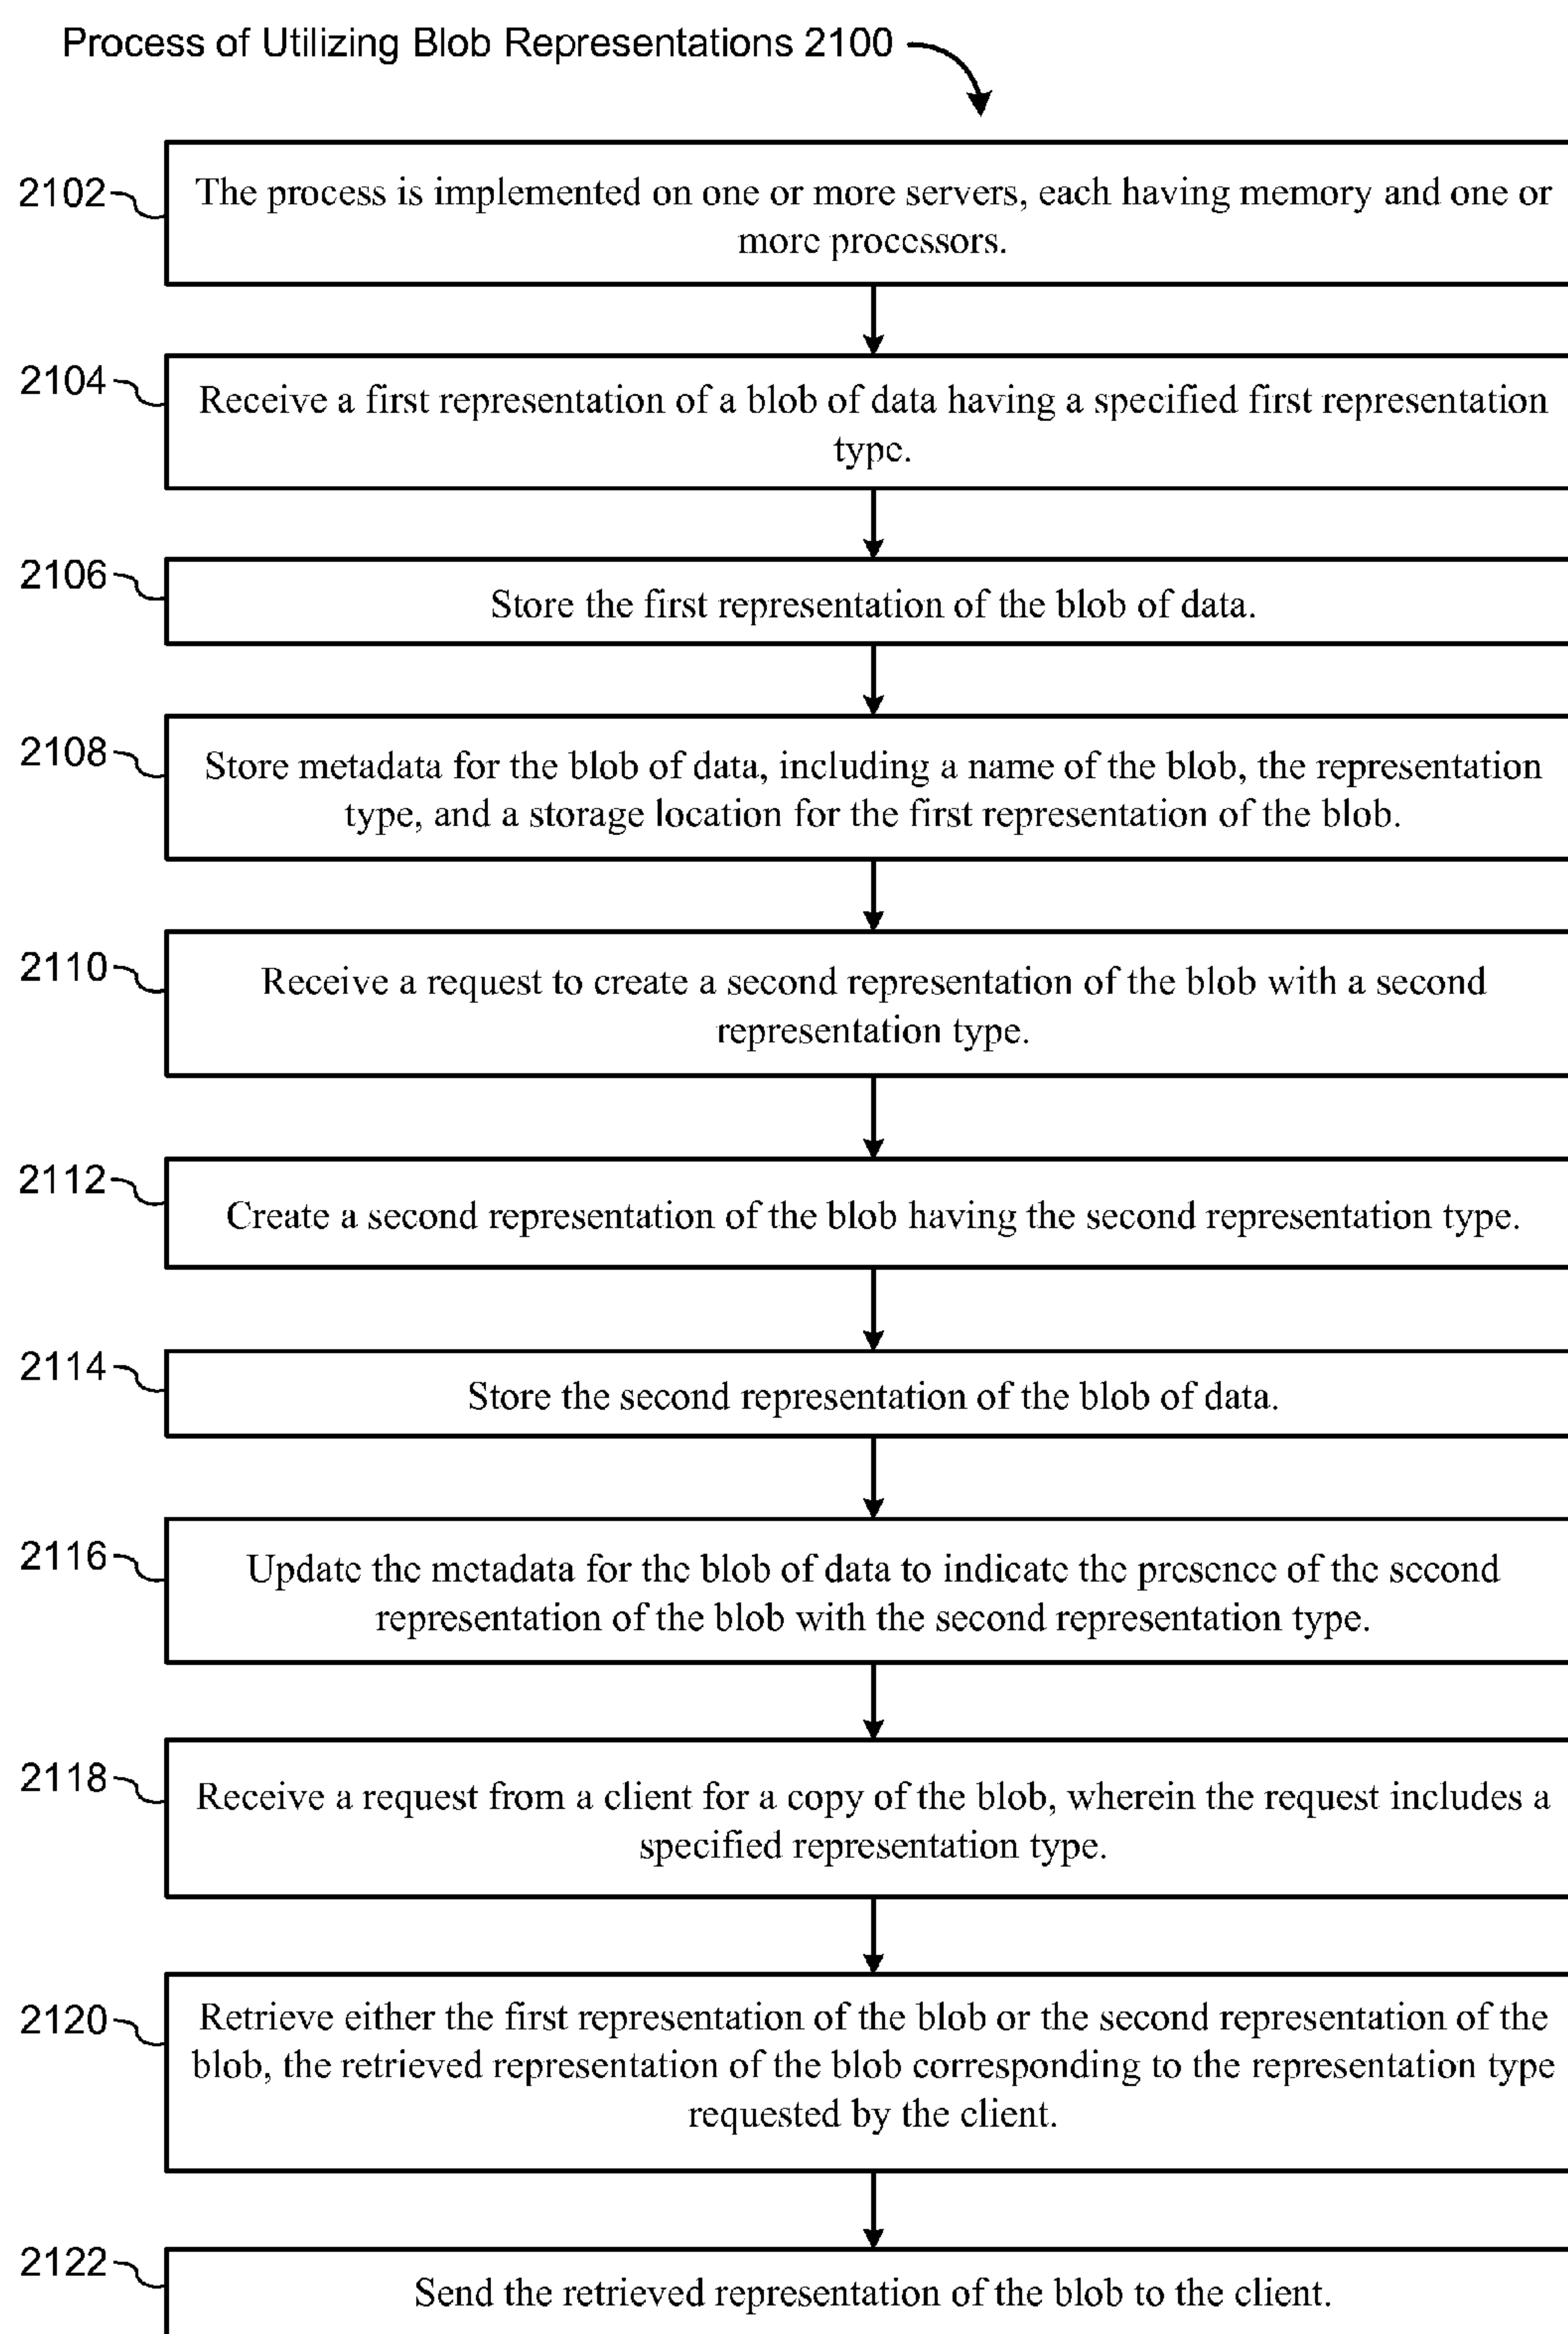 Process of Utilizing Blob Representations 2100
2102
The process is implemented on one or more servers, each having memory and one or
more processors.
2104
Receive a first representation of a blob of data having a specified first representation
type.
2106
Store the first representation of the blob of data.
2108
Store metadata for the blob of data, including a name of the blob, the representation
type, and a storage location for the first representation of the blob.
2110
Receive a request to create a second representation of the blob with a second
representation type.
2112
Create a second representation of the blob having the second representation type.
2114
Store the second representation of the blob of data.
2116
Update the metadata for the blob of data to indicate the presence of the second
representation of the blob with the second representation type.
2118
Receive a request from a client for a copy of the blob, wherein the request includes a
specified representation type.
2120
Retrieve either the first representation of the blob or the second representation of the
blob, the retrieved representation of the blob corresponding to the representation type
requested by the client.
2122
Send the retrieved representation of the blob to the client.